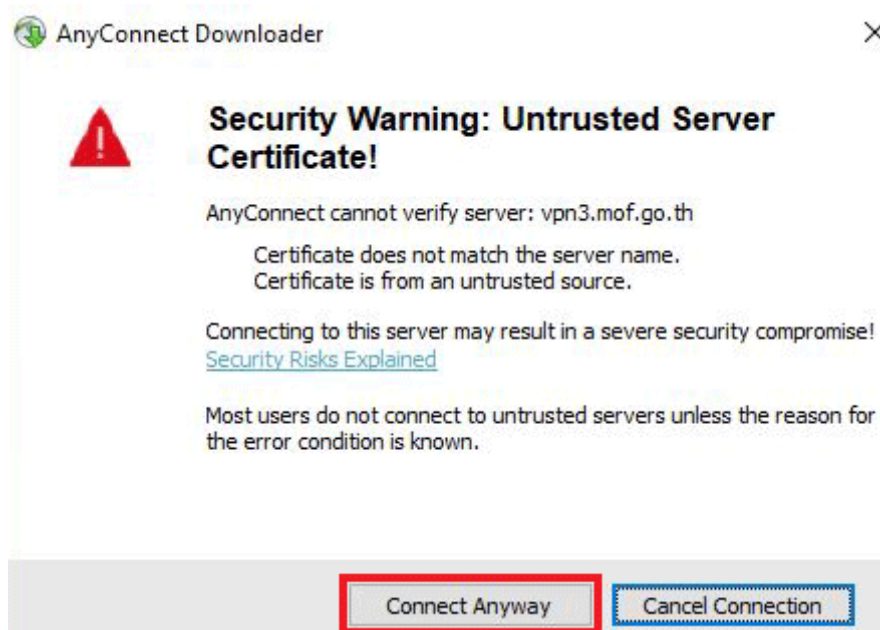 AnyConnect Downloader
Security Warning: Untrusted Server
Certificate!
AnyConnect cannot verify server: vpn3.mof.go.th
Certificate does not match the server name.
Certificate is from an untrusted source.
Connecting to this server may result in a severe security compromise!
Security Risks Explained
Most users do not connect to untrusted servers unless the reason for
the error condition is known.
Connect Anyway
Cancel Connection